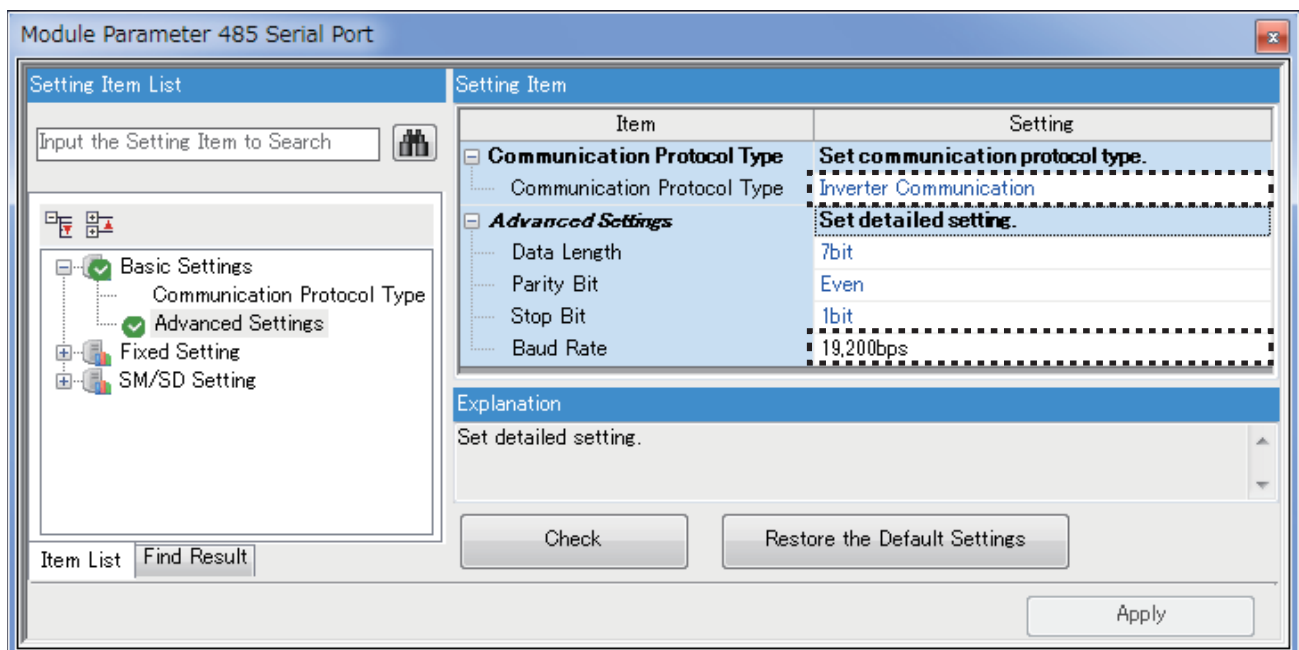 Module Parameter 485 Serial Port
Setting Item List
Input the Setting Item to Search
Basic Settings
Communication Protocol Type
Advanced Settings
Fixed Setting
SM/SD Setting
Item List Find Result
Setting Item
Item Setting
Communication Protocol Type Set communication protocol type.
Communication Protocol Type Inverter Communication
Advanced Settings Set detailed setting.
Data Length 7bit
Parity Bit Even
Stop Bit 1bit
Baud Rate 19,200bps
Explanation
Set detailed setting.
Check Restore the Default Settings
Apply